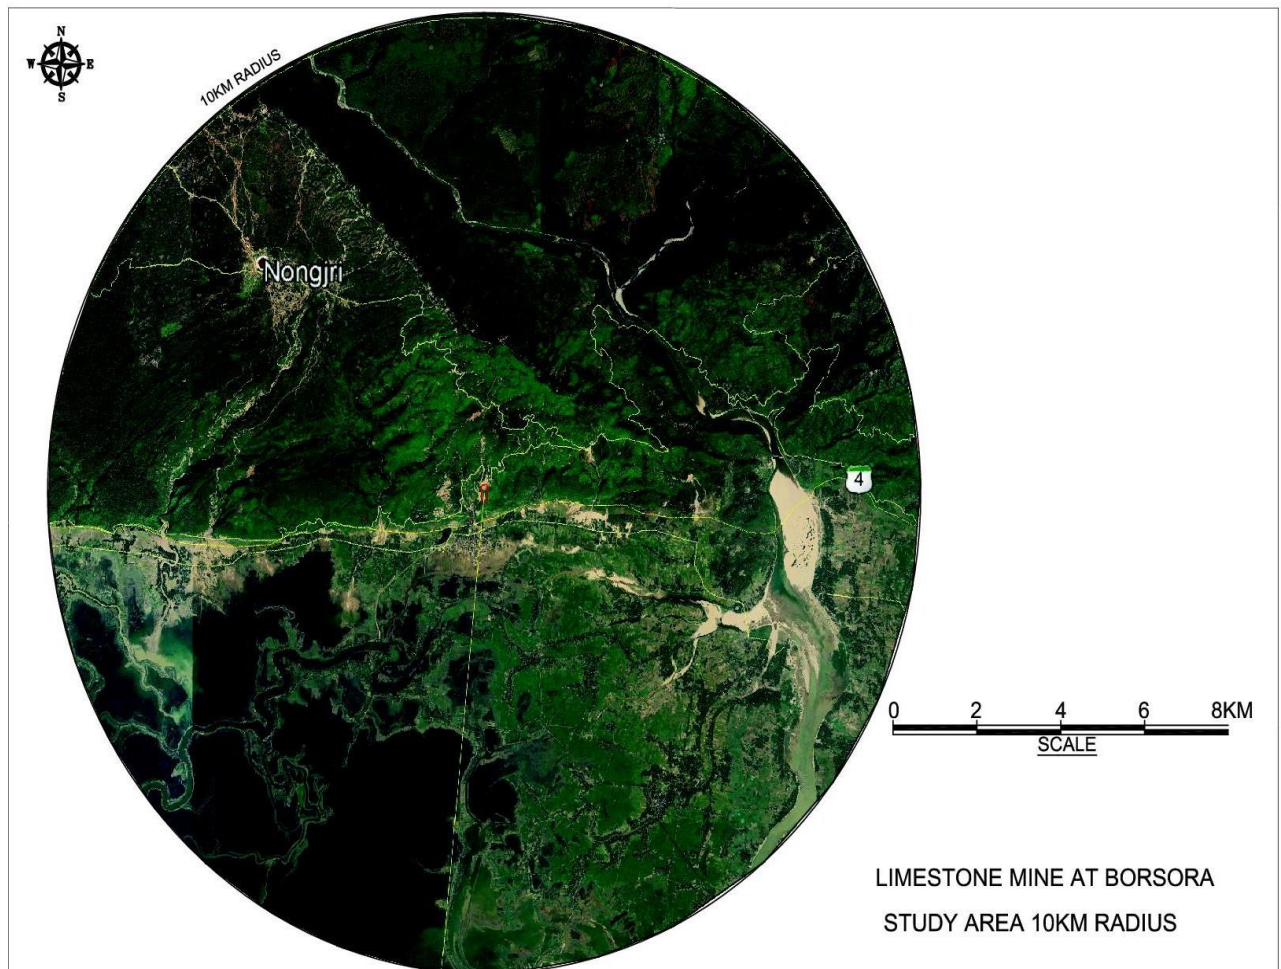 N
W E
S
10KM RADIUS
Nongjri
4
0 2 4 6 8KM
SCALE
LIMESTONE MINE AT BORSORA
STUDY AREA 10KM RADIUS